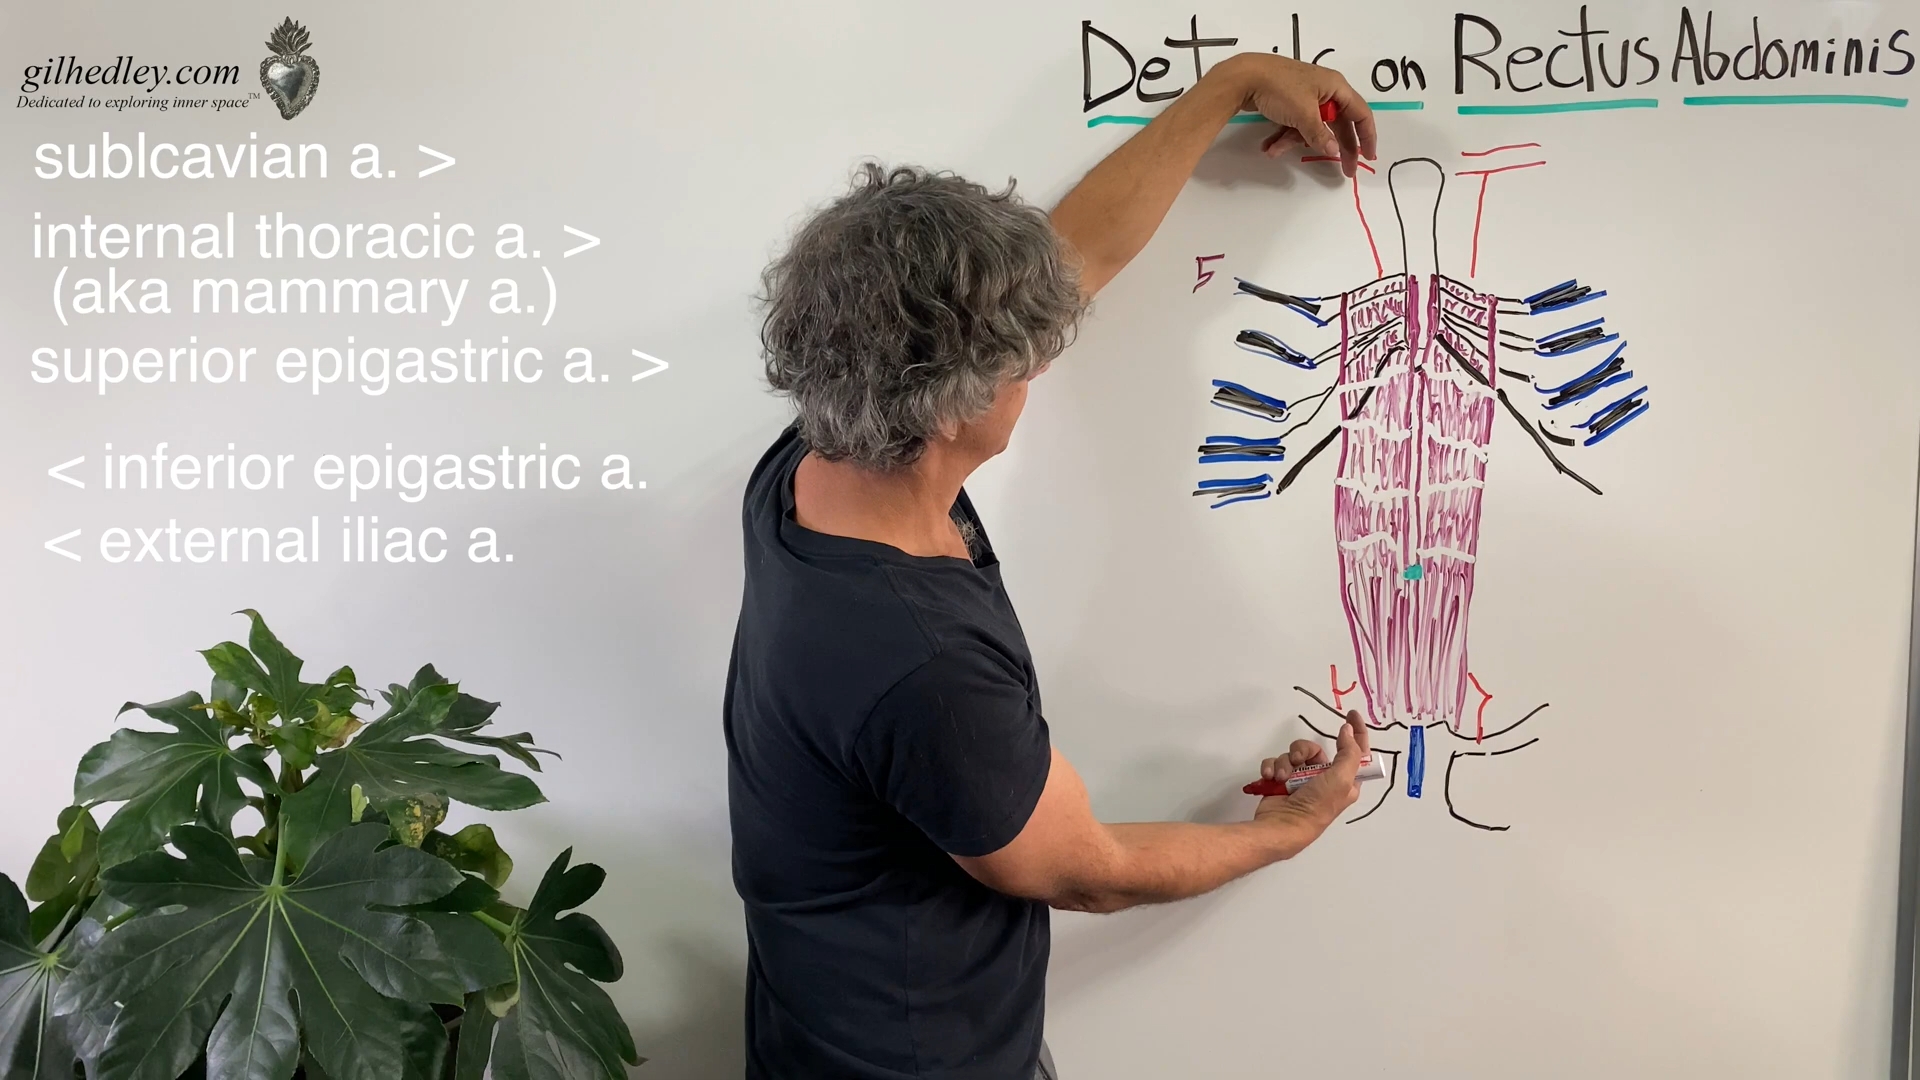 gilhedley.com
Dedicated to exploring inner space™
sublcavian a. >
internal thoracic a. >
(aka mammary a.)
superior epigastric a. >
< inferior epigastric a.
< external iliac a.
on Rectus Abdominis
5